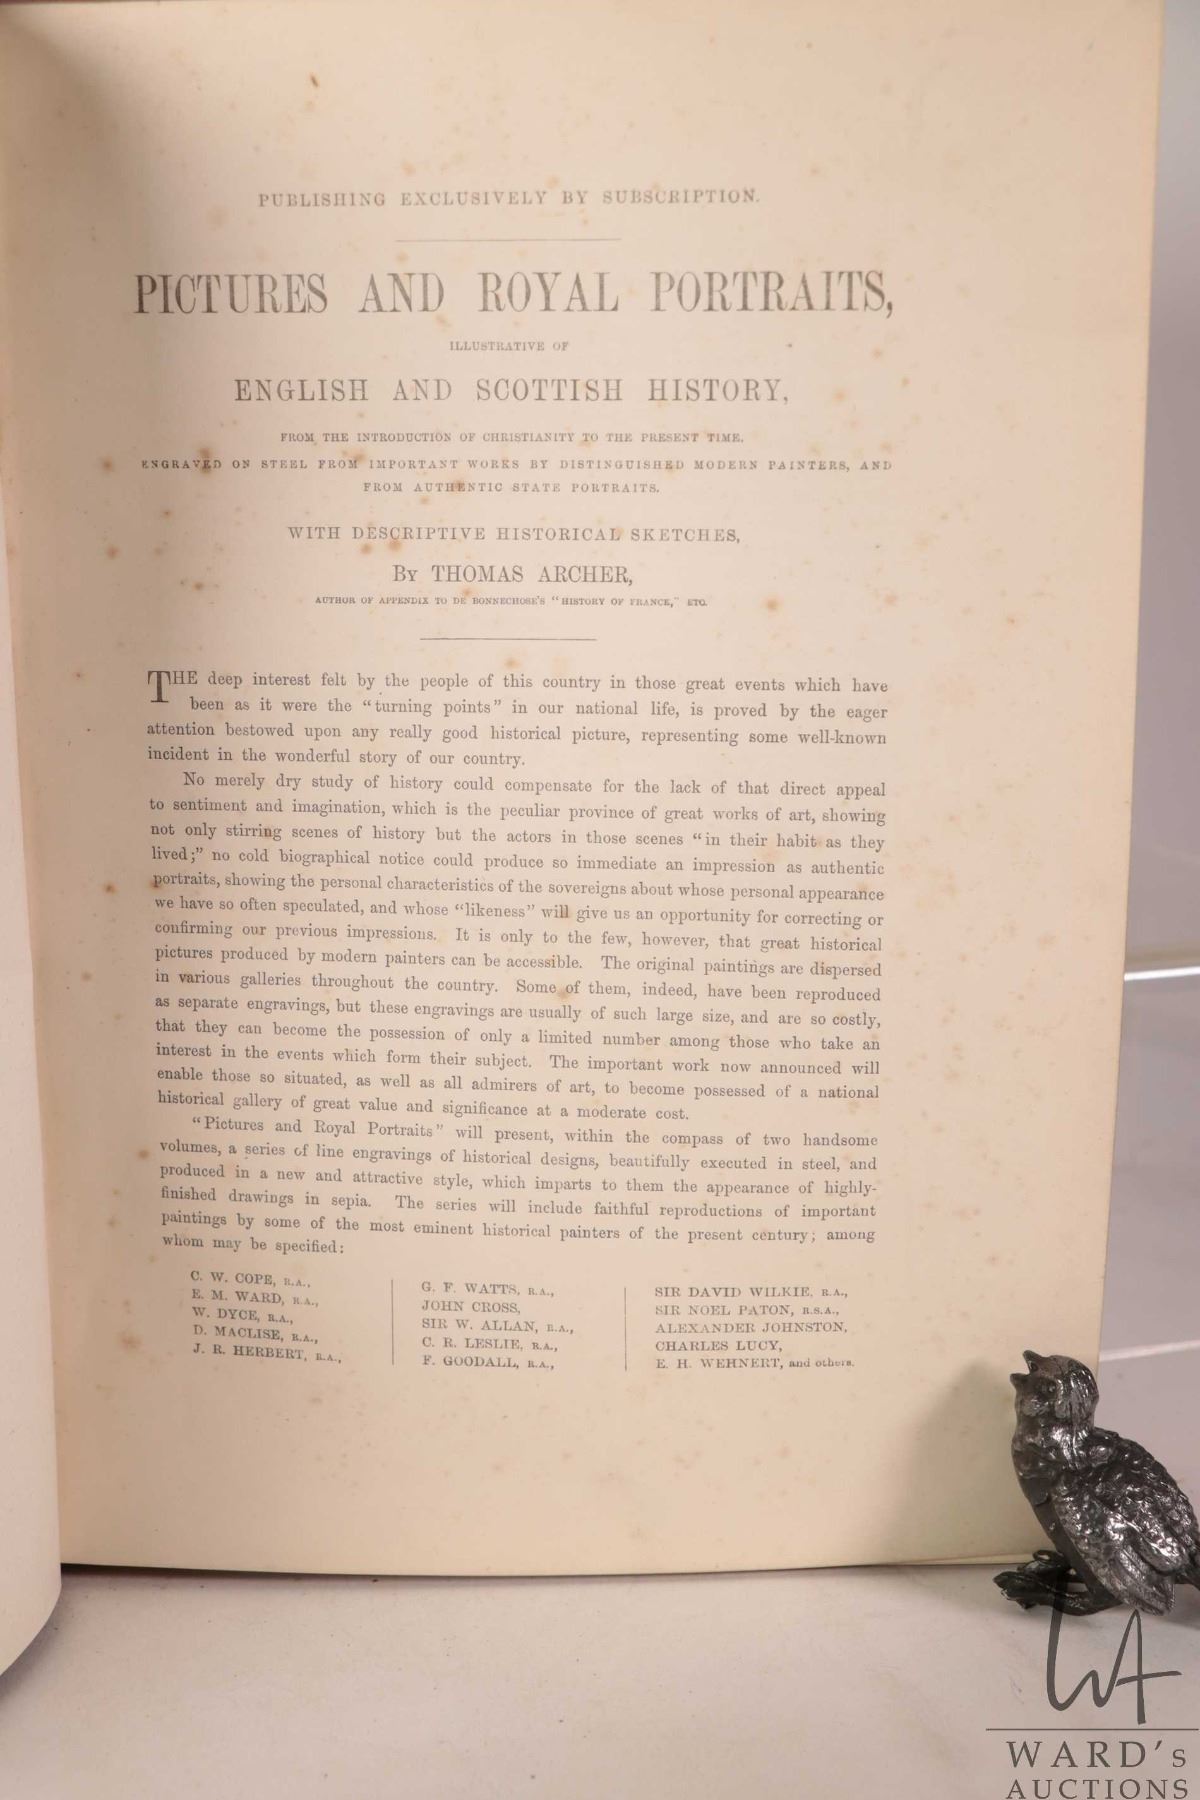 PUBLISHING EXCLUSIVELY BY SUBSCRIPTION.
PICTURES AND ROYAL PORTRAITS,
ILLUSTRATIVE OF
ENGLISH AND SCOTTISH HISTORY,
FROM THE INTRODUCTION OF CHRISTIANITY TO THE PRESENT TIME.
ENGRAVED ON STEEL FROM IMPORTANT WORKS BY DISTINGUISHED MODERN PAINTERS, AND
FROM AUTHENTIC STATE PORTRAITS.
WITH DESCRIPTIVE HISTORICAL SKETCHES,
BY THOMAS ARCHER,
AUTHOR OF APPENDIX TO DE BONNECHOSE'S "HISTORY OF FRANCE," ETC.
THE deep interest felt by the people of this country in those great events which have
been as it were the "turning points" in our national life, is proved by the eager
attention bestowed upon any really good historical picture, representing some well-known
incident in the wonderful story of our country.
No merely dry study of history could compensate for the lack of that direct appeal
to sentiment and imagination, which is the peculiar province of great works of art, showing
not only stirring scenes of history but the actors in those scenes "in their habit as they
lived;" no cold biographical notice could produce so immediate an impression as authentic
portraits, showing the personal characteristics of the sovereigns about whose personal appearance
we have so often speculated, and whose "likeness" will give us an opportunity for correcting or
confirming our previous impressions. It is only to the few, however, that great historical
pictures produced by modern painters can be accessible. The original paintings are dispersed
in various galleries throughout the country. Some of them, indeed, have been reproduced
as separate engravings, but these engravings are usually of such large size, and are so costly,
that they can become the possession of only a limited number among those who take an
interest in the events which form their subject. The important work now announced will
enable those so situated, as well as all admirers of art, to become possessed of a national
historical gallery of great value and significance at a moderate cost.
"Pictures and Royal Portraits" will present, within the compass of two handsome
volumes, a series of line engravings of historical designs, beautifully executed in steel, and
produced in a new and attractive style, which imparts to them the appearance of highly-
finished drawings in sepia. The series will include faithful reproductions of important
paintings by some of the most eminent historical painters of the present century; among
whom may be specified:
C. W. COPE, R.A.,
E. M. WARD, R.A.,
W. DYCE, R.A.,
D. MACLISE, R.A.,
J. R. HERBERT, R.A.,
G. F. WATTS, R.A.,
JOHN CROSS,
SIR W. ALLAN, R.A.,
C. R. LESLIE, R.A.,
F. GOODALL, R.A.,
SIR DAVID WILKIE, R.A.,
SIR NOEL PATON, R.S.A.,
ALEXANDER JOHNSTON,
CHARLES LUCY,
E. H. WEHNERT, and others.
WA
WARD's
AUCTIONS